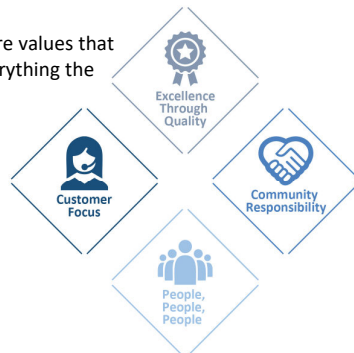 re values that
rything the
Excellence
Through
Quality
Customer
Focus
Community
Responsibility
People,
People,
People